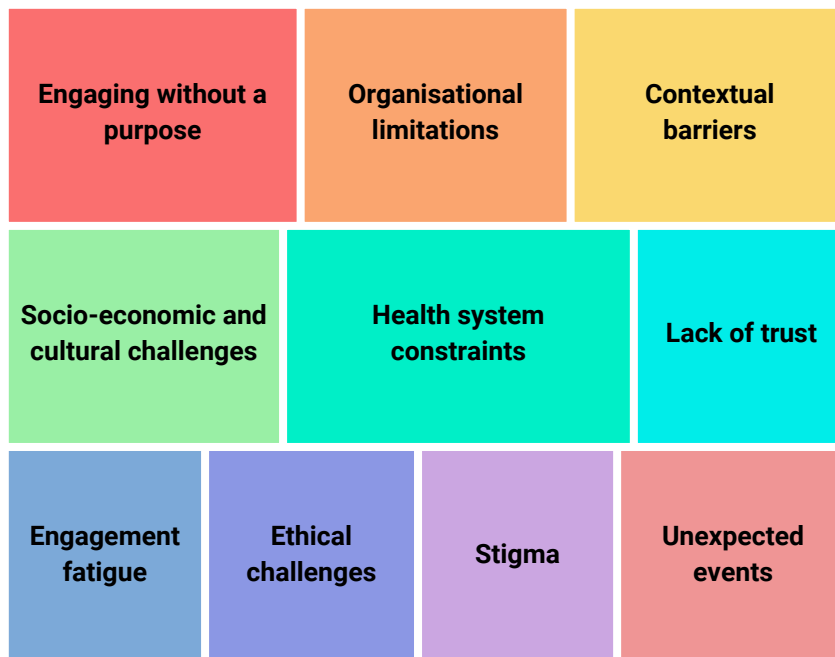 Engaging without a
purpose
Organisational
limitations
Contextual
barriers
Socio-economic and
cultural challenges
Health system
constraints
Lack of trust
Engagement
fatigue
Ethical
challenges
Stigma
Unexpected
events